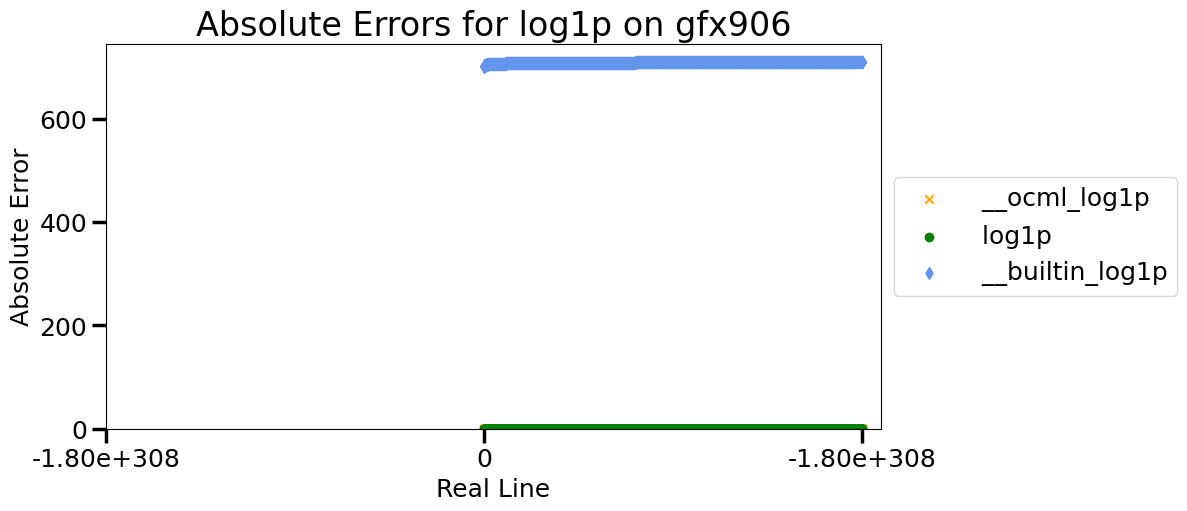 Absolute Errors for log1p on gfx906
Absolute Error
600
400
200
0
-1.80e+308
0
-1.80e+308
Real Line
__ocml_log1p
log1p
__builtin_log1p